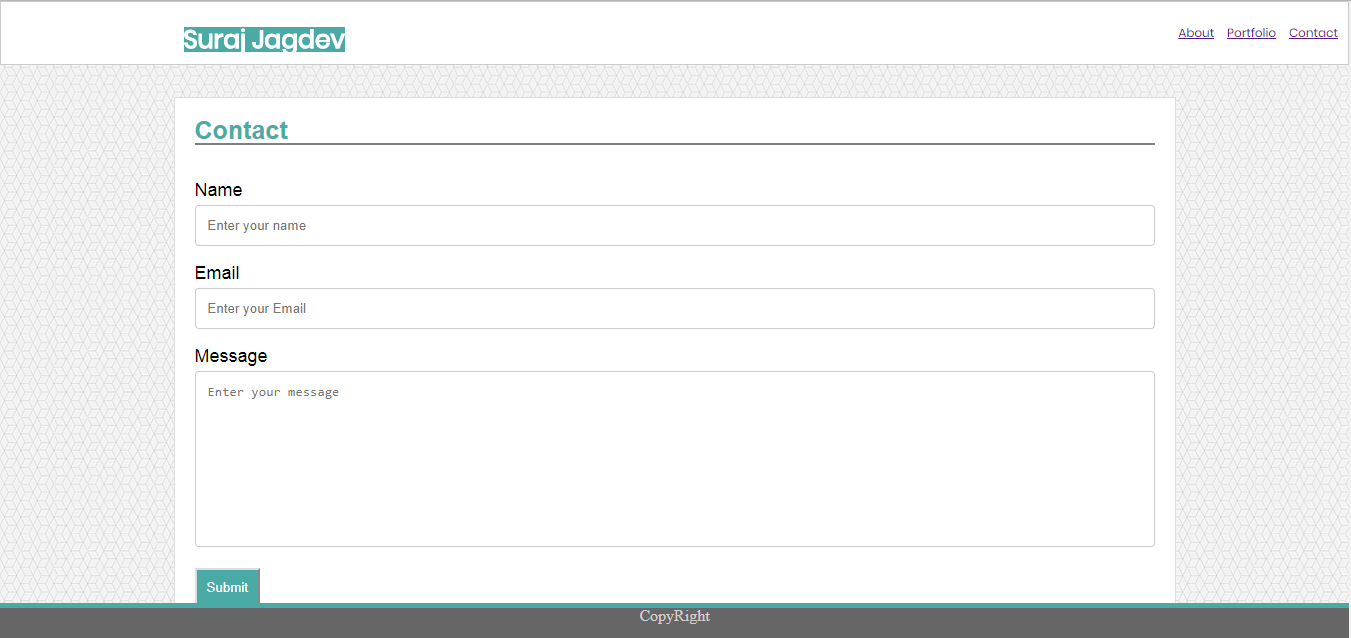 Suraj Jagdev
About Portfolio Contact
Contact
Name
Enter your name
Email
Enter your Email
Message
Enter your message
Submit
CopyRight